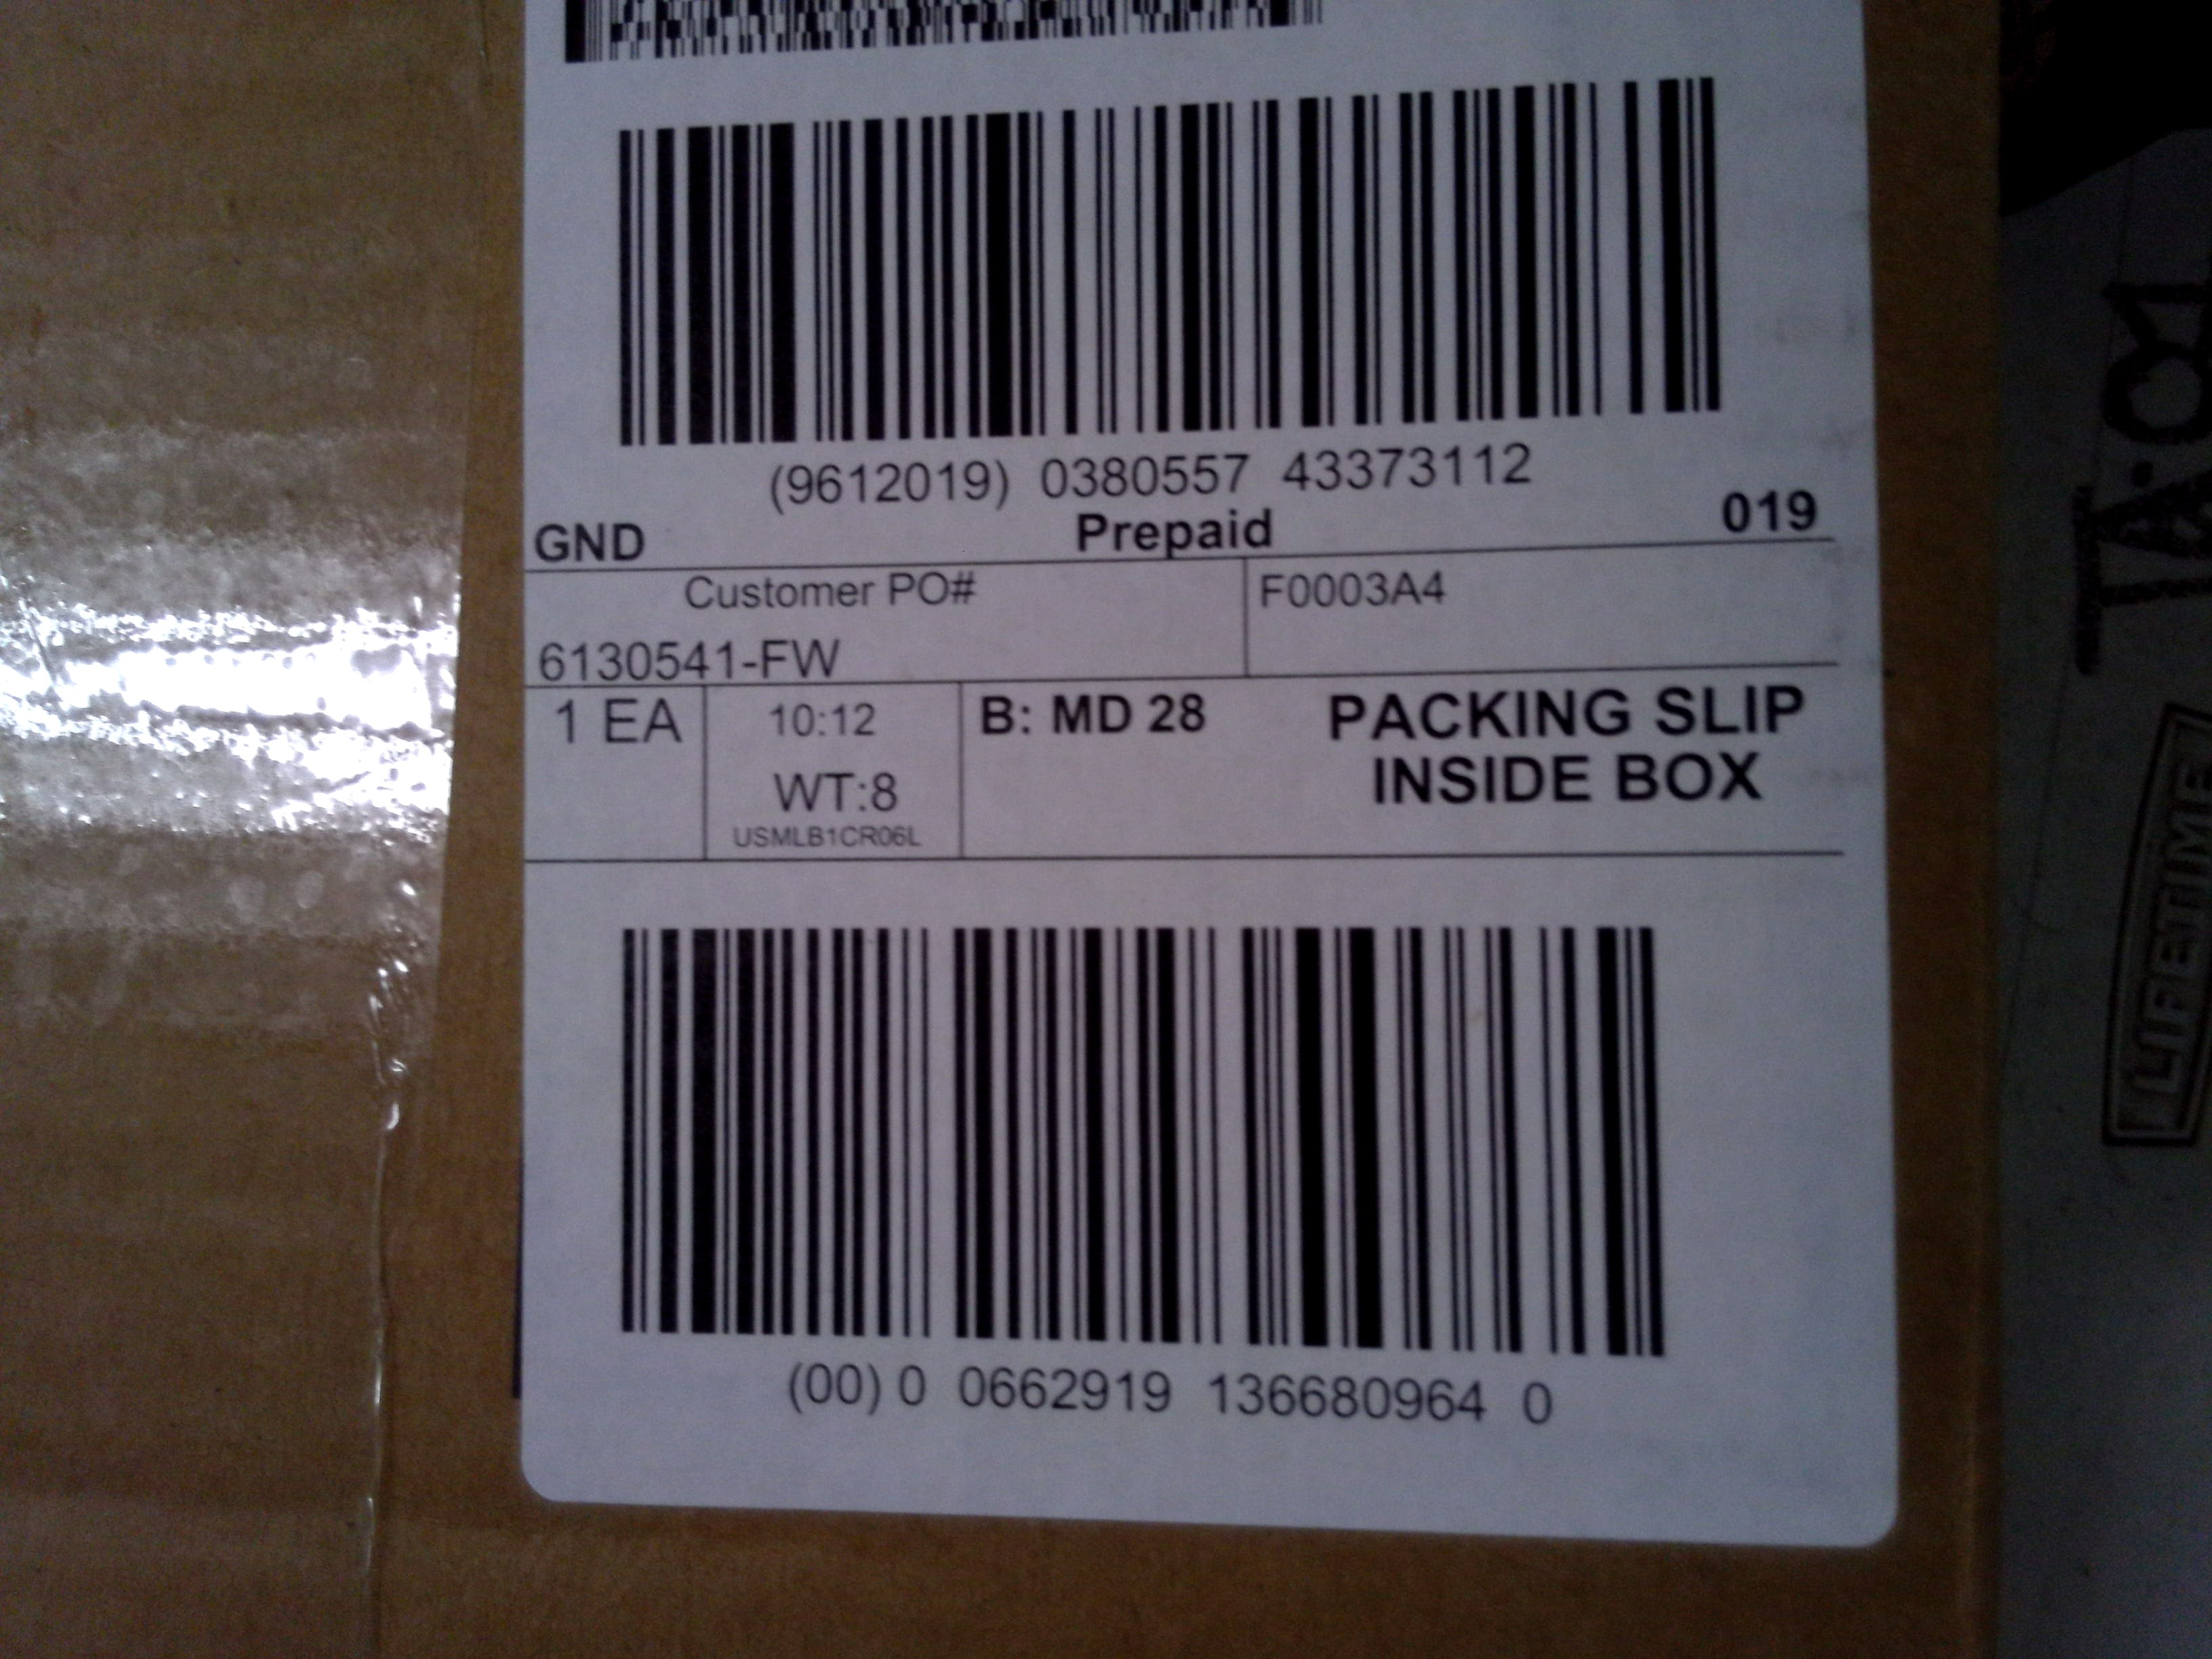 (9612019) 0380557 43373112
GND Prepaid 019
Customer PO# F0003A4
6130541-FW
1 EA 10:12 B: MD 28 PACKING SLIP
WT:8 INSIDE BOX
USMLB1CR06L
(00) 0 0662919 136680964 0
LIFETIME